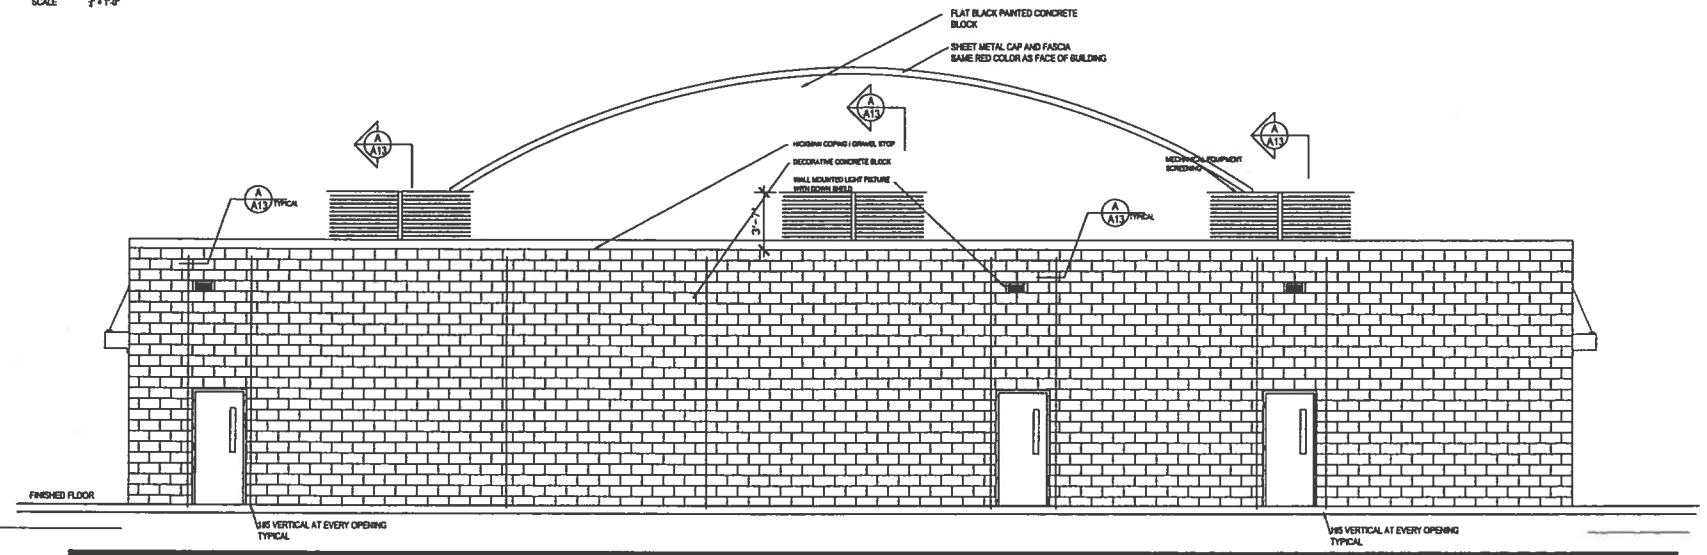 SCALE
FLAT BLACK PAINTED CONCRETE
BLOCK
SHEET METAL CAP AND FASCIA
SAME RED COLOR AS FACE OF BUILDING
A
A13
A
A13
A
A13
HICKMAN COPING / GRAVEL STOP
DECORATIVE CONCRETE BLOCK
WALL MOUNTED LIGHT FIXTURE
WITH DOWN SHIELD
MECHANICAL EQUIPMENT
SCREENING
A
A13 TYPICAL
3'-7"
A
A13 TYPICAL
FINISHED FLOOR
VERTICAL AT EVERY OPENING
TYPICAL
VERTICAL AT EVERY OPENING
TYPICAL